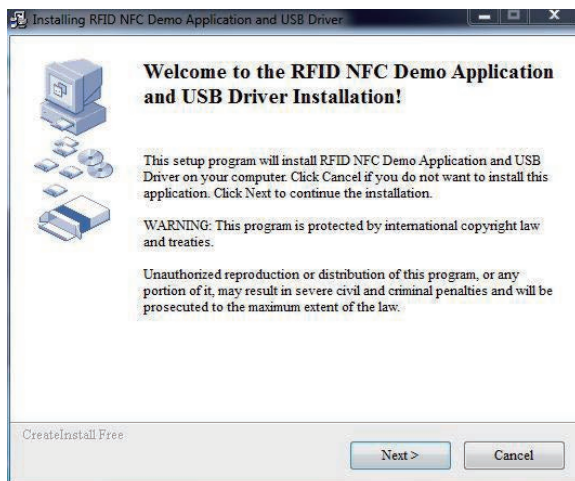 Installing RFID NFC Demo Application and USB Driver
Welcome to the RFID NFC Demo Application
and USB Driver Installation!
This setup program will install RFID NFC Demo Application and USB
Driver on your computer. Click Cancel if you do not want to install this
application. Click Next to continue the installation.
WARNING: This program is protected by international copyright law
and treaties.
Unauthorized reproduction or distribution of this program, or any
portion of it, may result in severe civil and criminal penalties and will be
prosecuted to the maximum extent of the law.
CreateInstall Free
Next >
Cancel